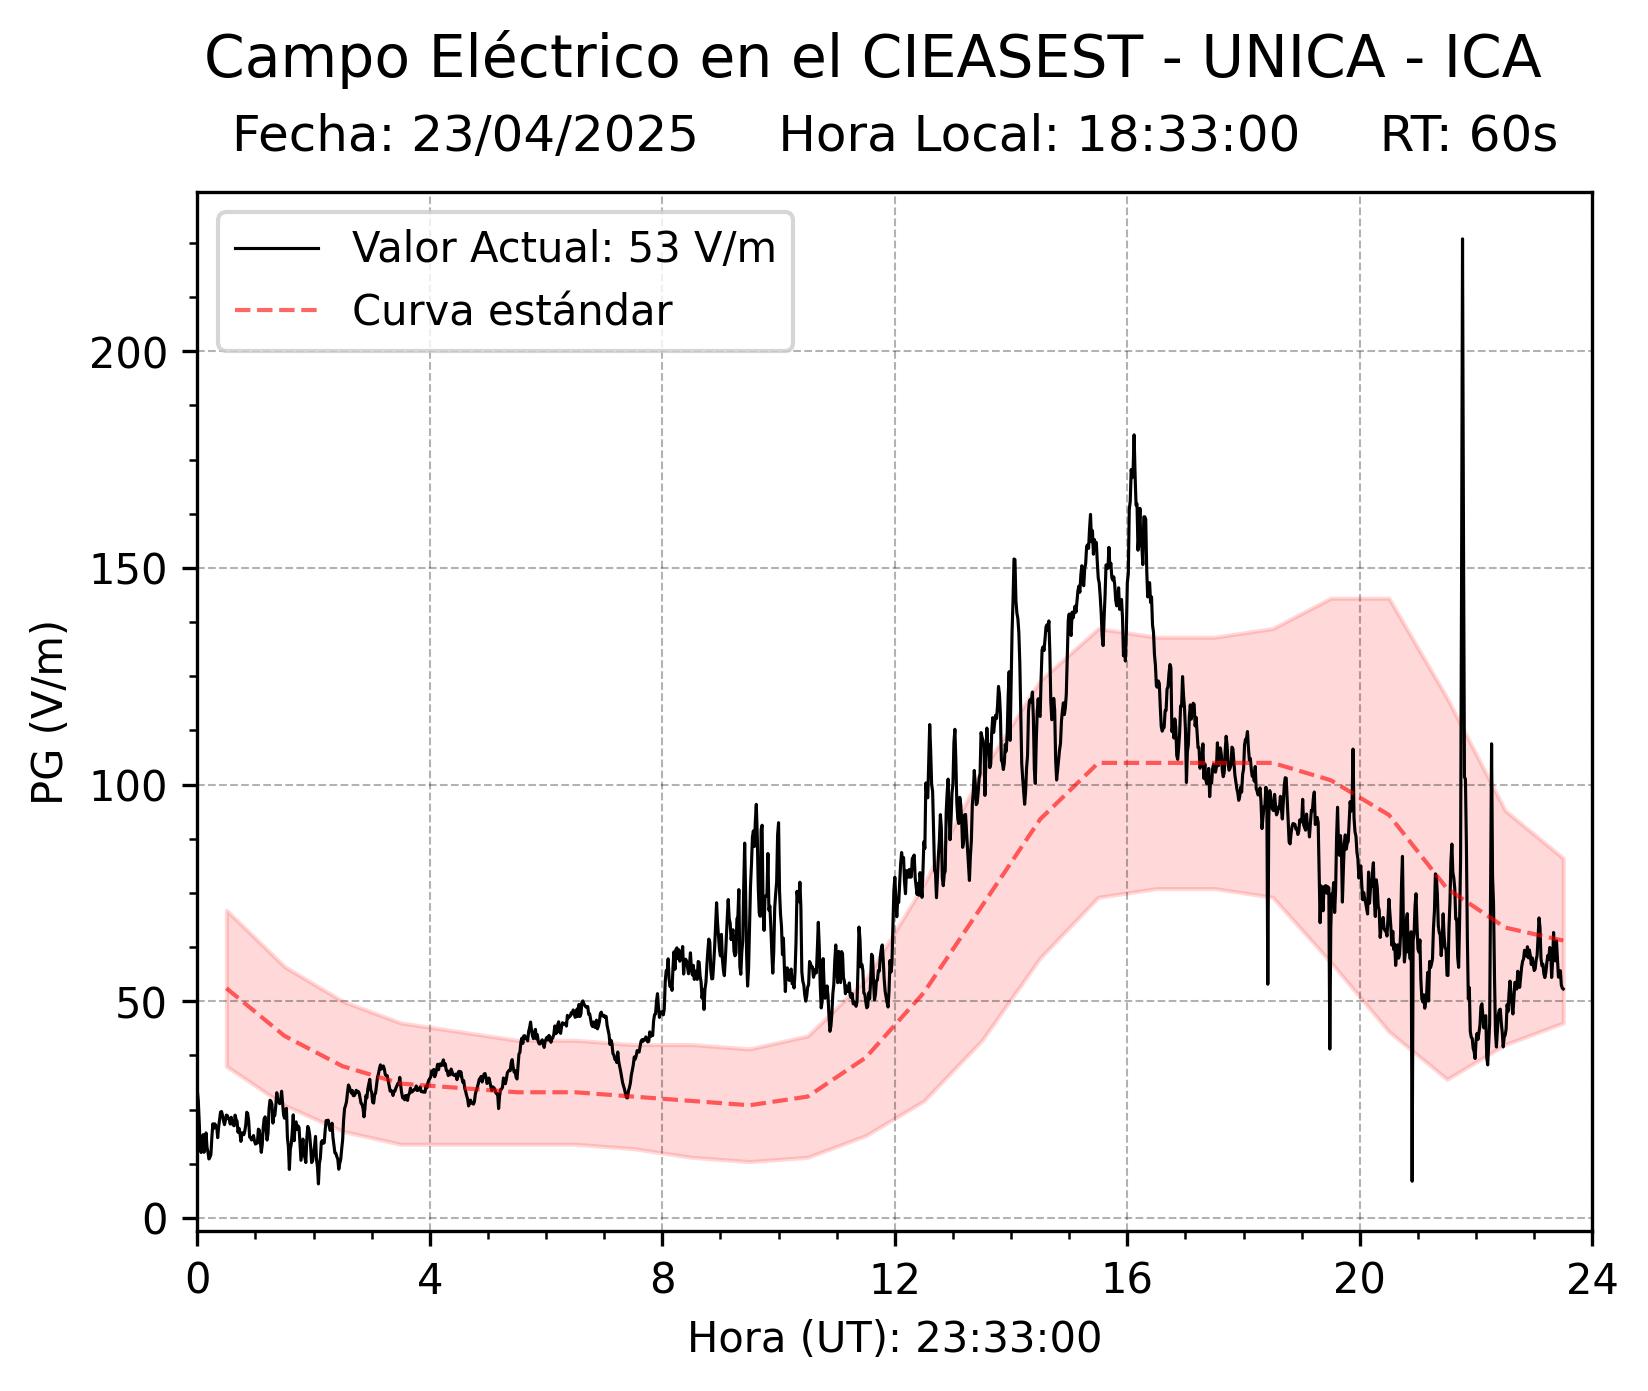 Campo Eléctrico en el CIEASEST - UNICA - ICA
Fecha: 23/04/2025 Hora Local: 18:33:00 RT: 60s
Valor Actual: 53 V/m
Curva estándar
PG (V/m)
200
150
100
50
0
0 4 8 12 16 20 24
Hora (UT): 23:33:00